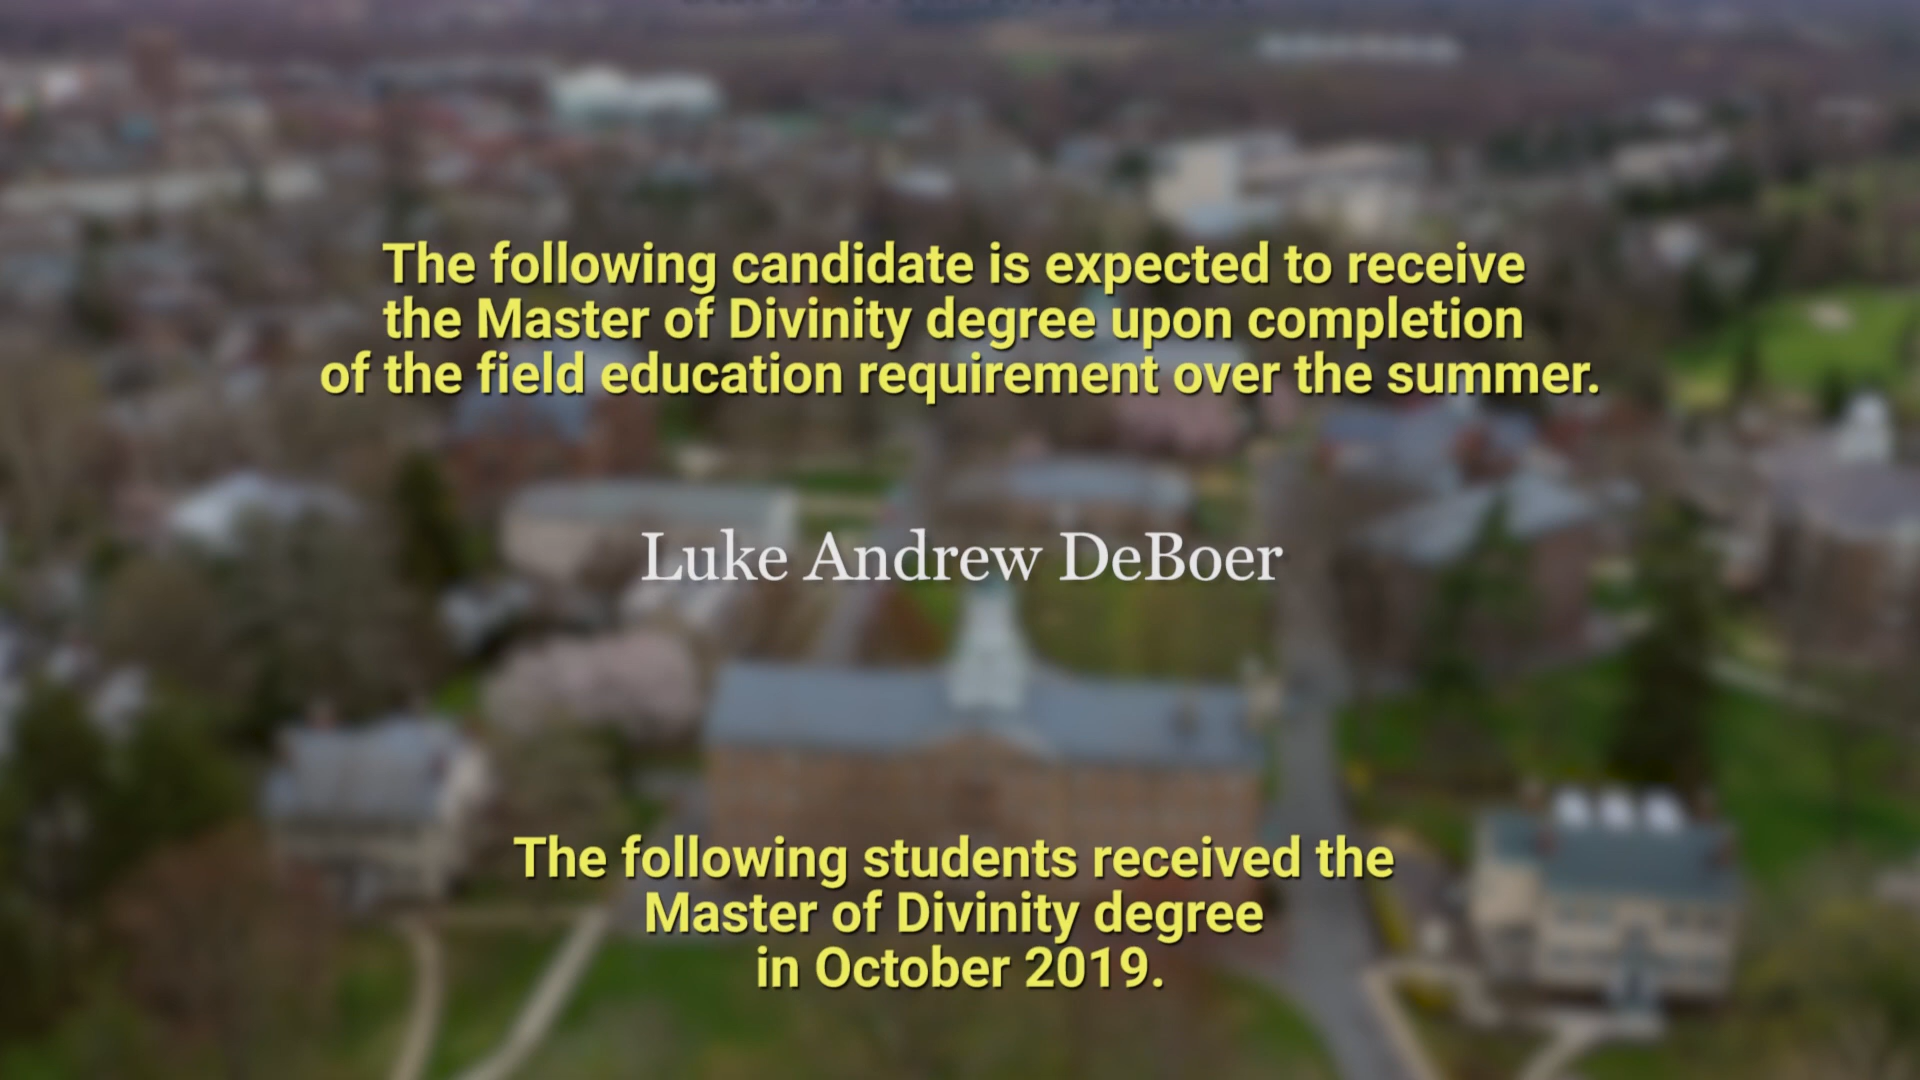 The following candidate is expected to receive
the Master of Divinity degree upon completion
of the field education requirement over the summer.
Luke Andrew DeBoer
The following students received the
Master of Divinity degree
in October 2019.